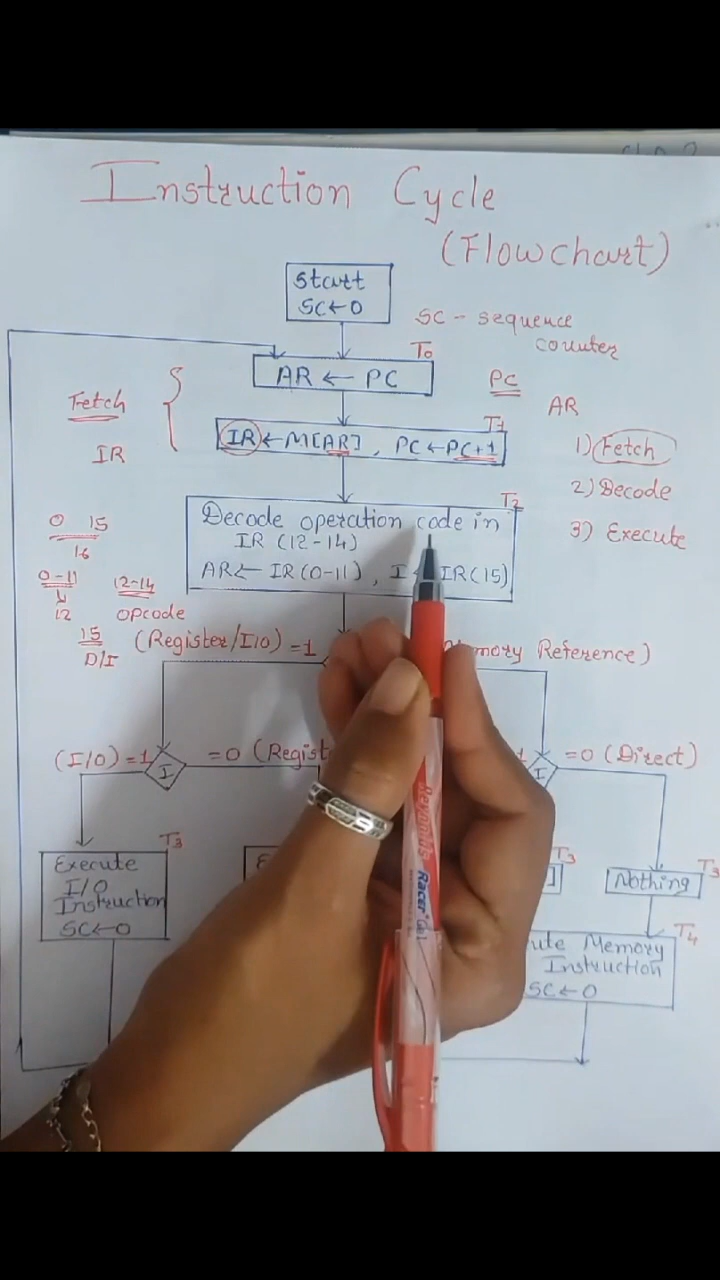 Instruction Cycle
(Flowchart)
Start
SC←0
SC - sequence
counter
T0
AR ← PC
PC
AR
Fetch
IR
T1
IR←M[AR] , PC←PC+1
1) Fetch
2) Decode
3) Execute
T2
Decode operation code in
IR (12-14)
AR← IR(0-11) , I IR(15)
0 15
16
0-11 12-14
12 opcode
15
D/I
(Register/I/O) =1
mory Reference)
(I/O) =1
I
=0 (Regist
1
I
=0 (Direct)
T3
Execute
I/O
Instruction
SC←0
E
T3
]
T3
Nothing
T4
ute Memory
Instruction
SC←0
Reynolds Racer Gel